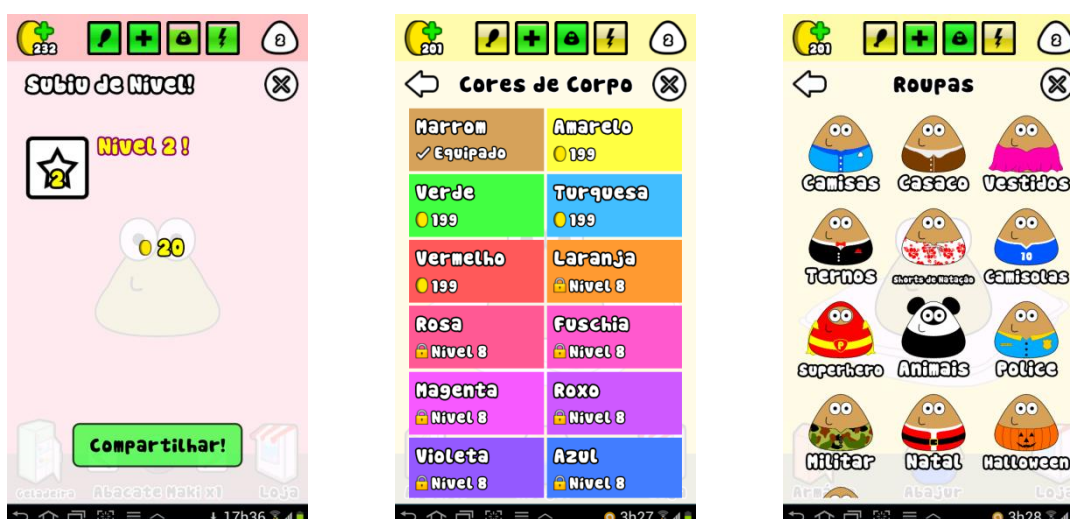 232
2
Subiu de Nível!
Nível 2 !
2
20
Compartilhar!
Geladeira
Abacate Maki x1
Loja
17h36
201
2
Cores de Corpo
Marrom
Amarelo
✓ Equipado
199
Verde
Turquesa
199
199
Vermelho
Laranja
199
Nível 8
Rosa
Fuschia
Nível 8
Nível 8
Magenta
Roxo
Nível 8
Nível 8
Violeta
Azul
Nível 8
Nível 8
3h27
201
2
Roupas
Camisas
Casaco
Vestidos
10
Ternos
Shorts de Natação
Camisolas
P
Superhero
Animais
Police
Militar
Natal
Halloween
Abajur
Loja
3h28